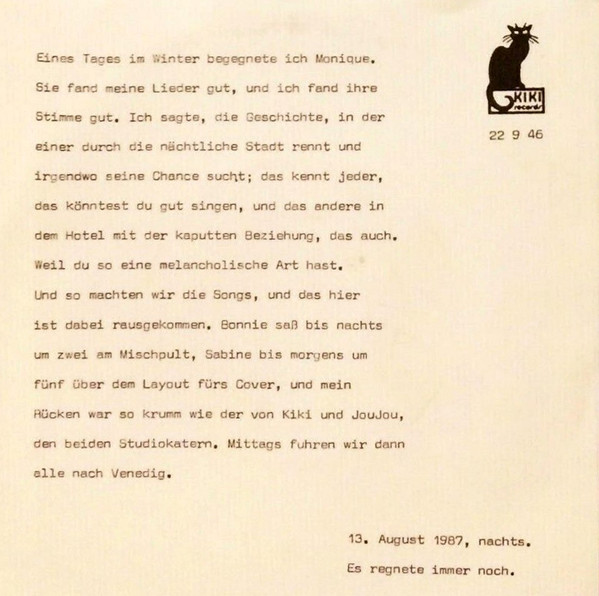 Eines Tages im Winter begegnete ich Monique.
Sie fand meine Lieder gut, und ich fand ihre
Stimme gut. Ich sagte, die Geschichte, in der
einer durch die nächtliche Stadt rennt und
irgendwo seine Chance sucht; das kennt jeder,
das könntest du gut singen, und das andere in
dem Hotel mit der kaputten Beziehung, das auch.
Weil du so eine melancholische Art hast.
Und so machten wir die Songs, und das hier
ist dabei rausgekommen. Bonnie saß bis nachts
um zwei am Mischpult, Sabine bis morgens um
fünf über dem Layout fürs Cover, und mein
Rücken war so krumm wie der von Kiki und JouJou,
den beiden Studiokatern. Mittags fuhren wir dann
alle nach Venedig.
KIKI
records
22 9 46
13. August 1987, nachts.
Es regnete immer noch.